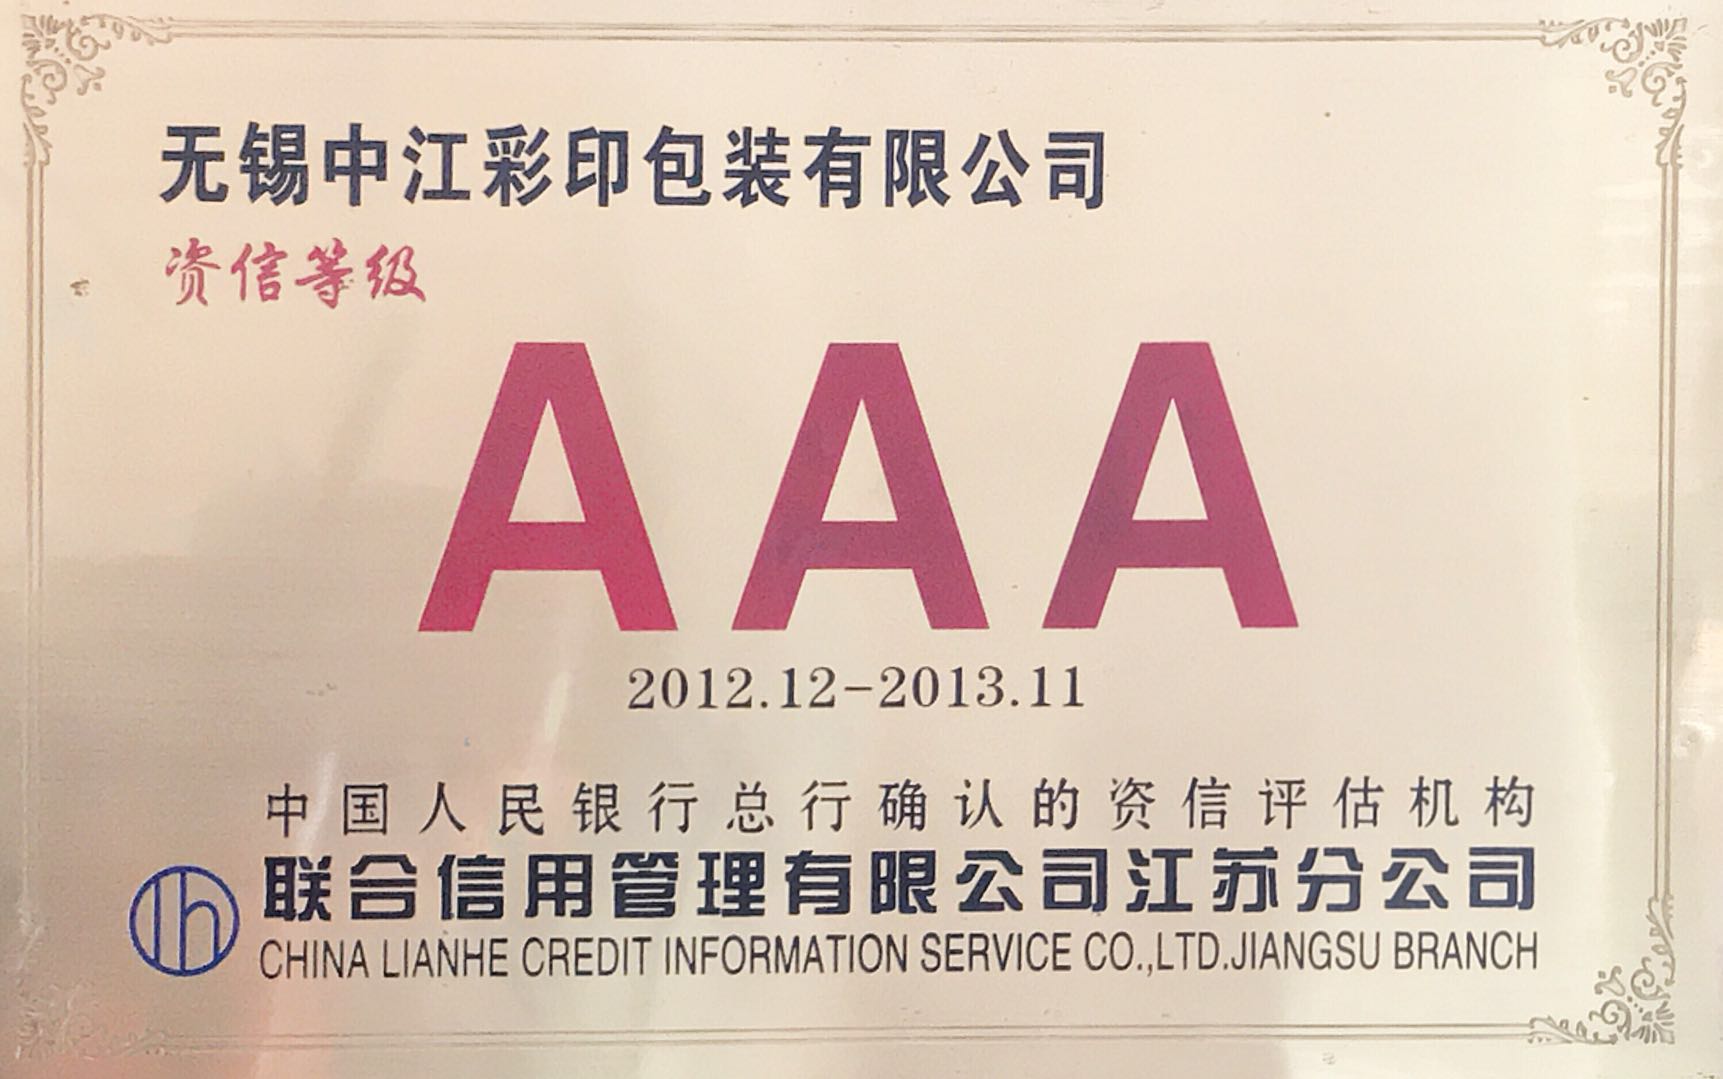 无锡中江彩印包装有限公司
资信等级
AAA
2012.12-2013.11
中国人民银行总行确认的资信评估机构
联合信用管理有限公司江苏分公司
CHINA LIANHE CREDIT INFORMATION SERVICE CO.,LTD.JIANGSU BRANCH